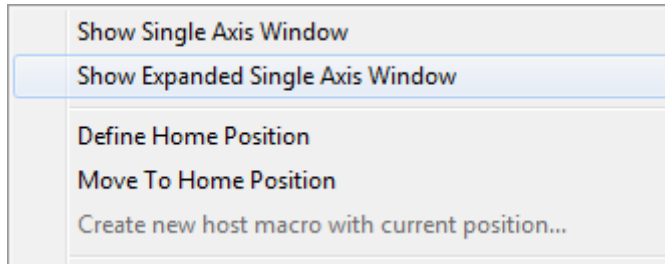 Show Single Axis Window
Show Expanded Single Axis Window
Define Home Position
Move To Home Position
Create new host macro with current position...